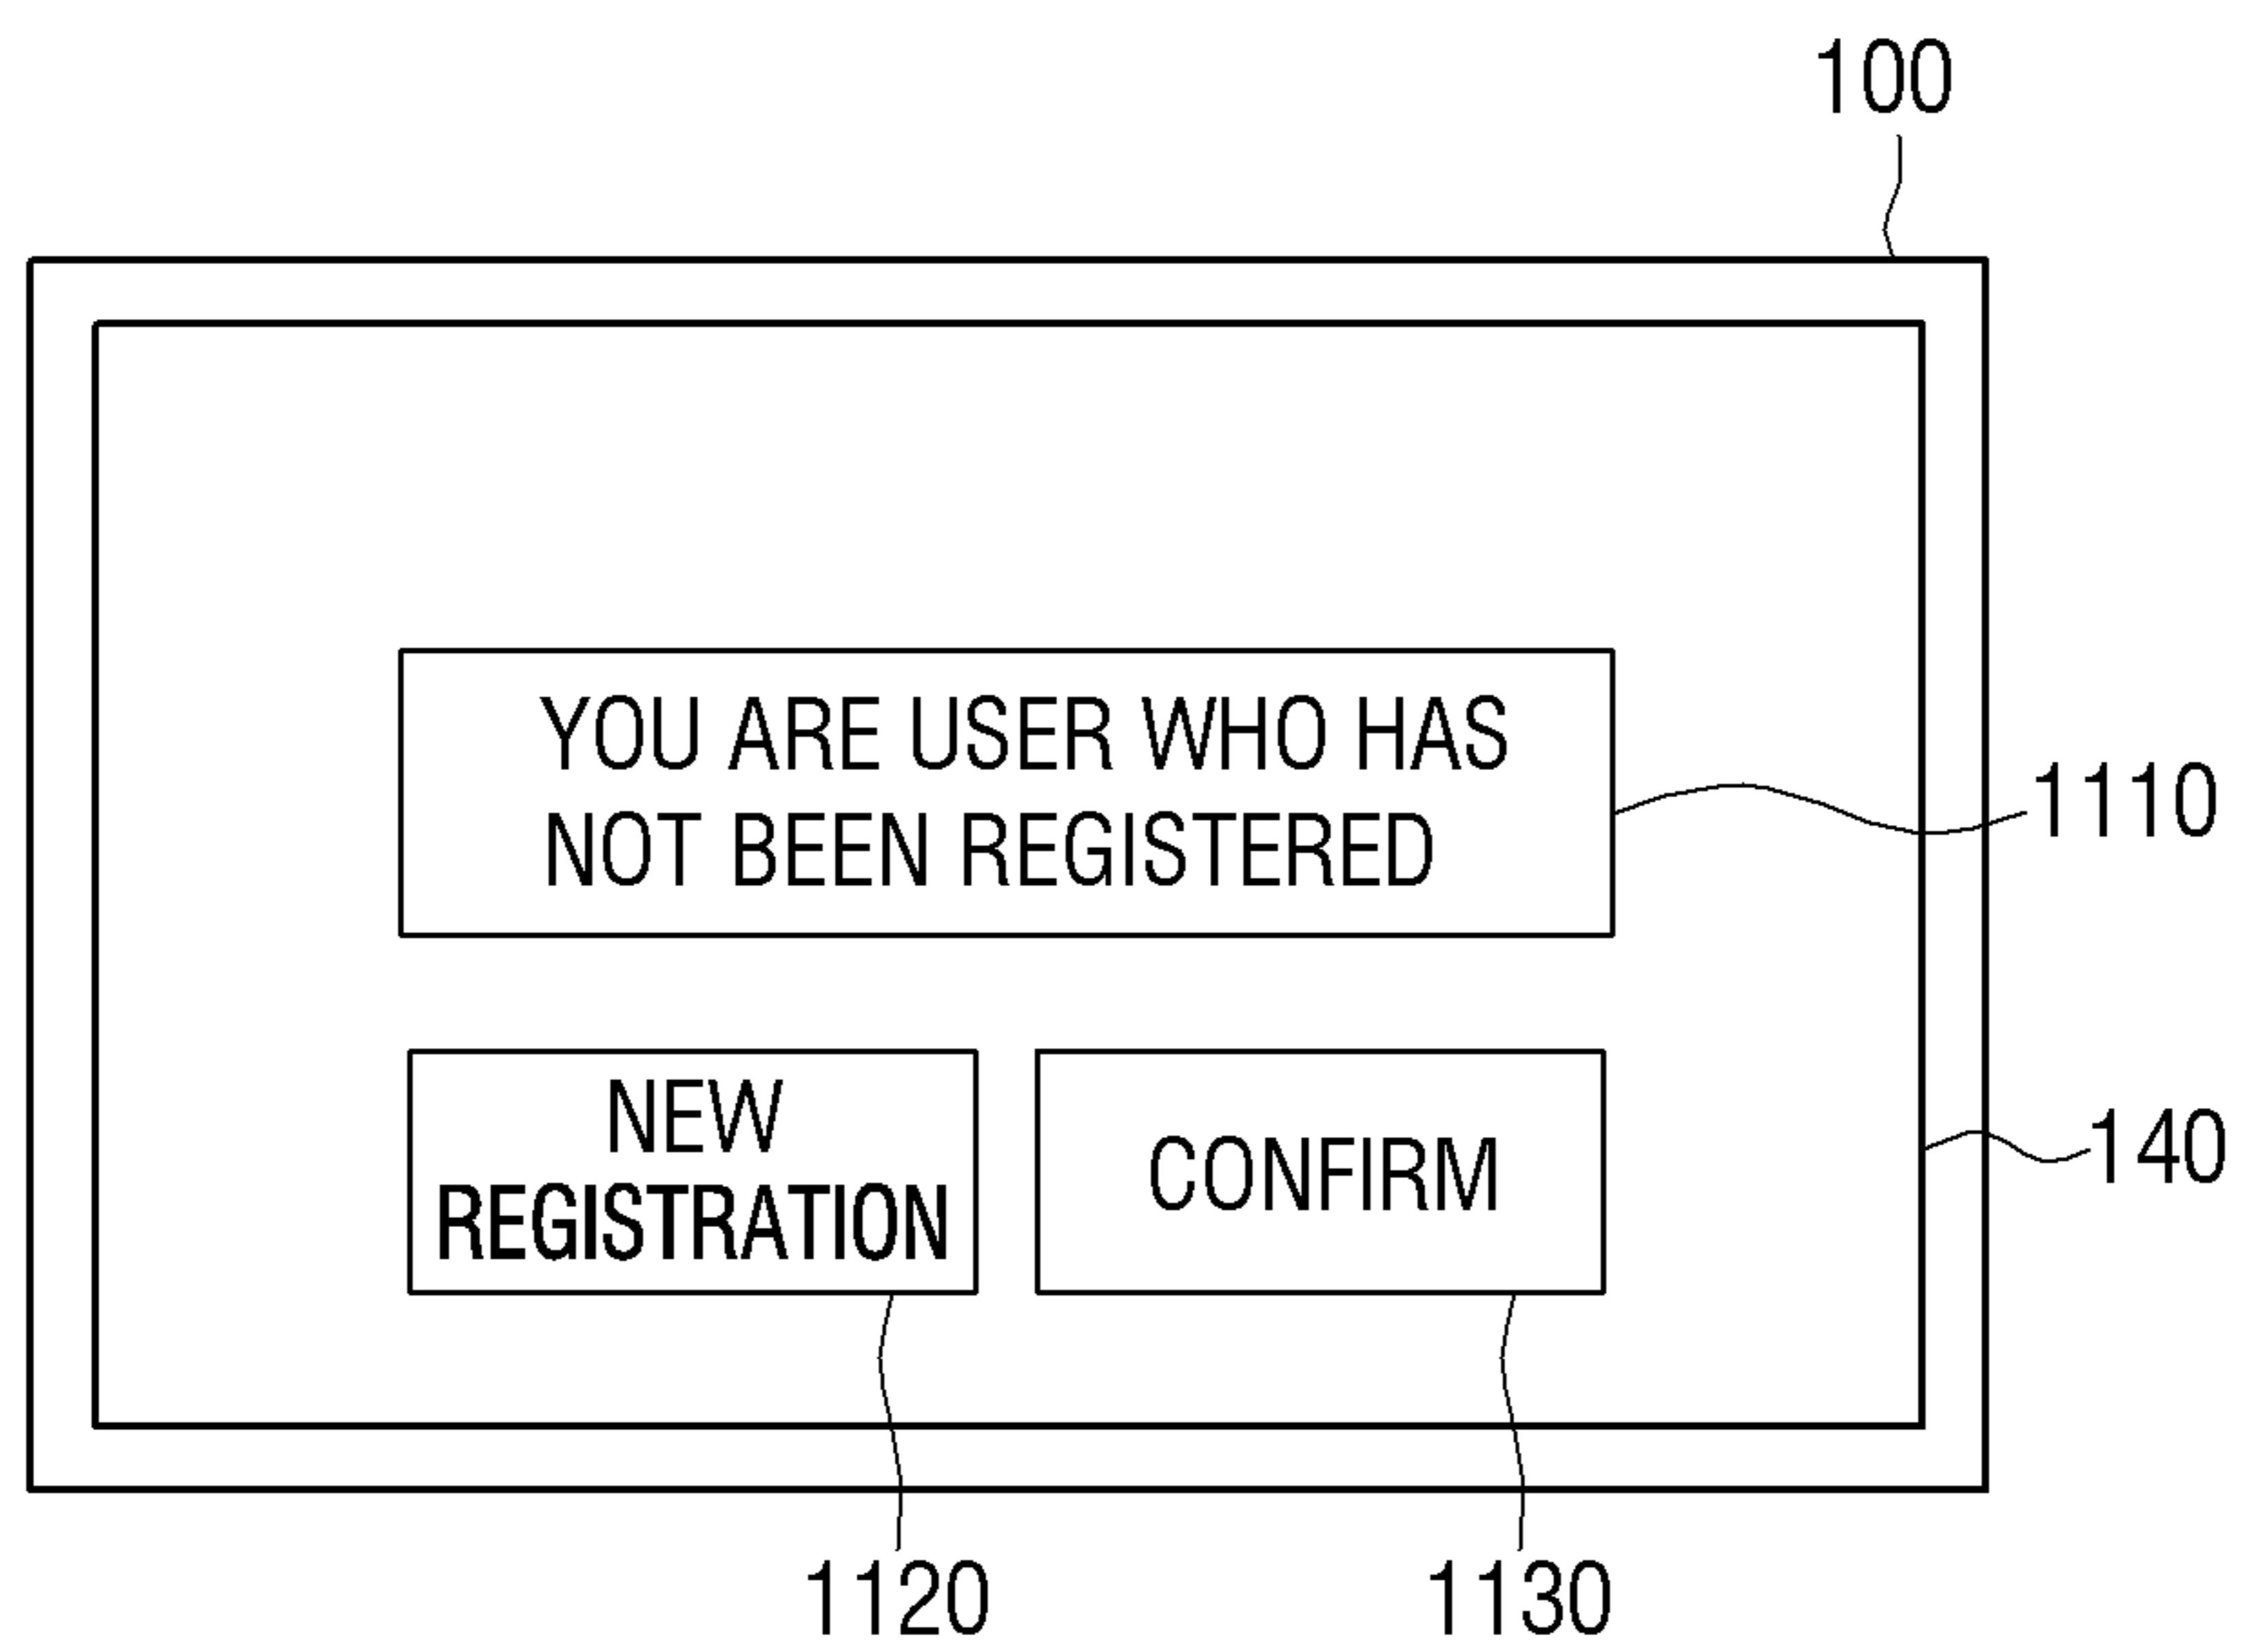 100
YOU ARE USER WHO HAS
NOT BEEN REGISTERED
1110
NEW
REGISTRATION
CONFIRM
140
1120
1130